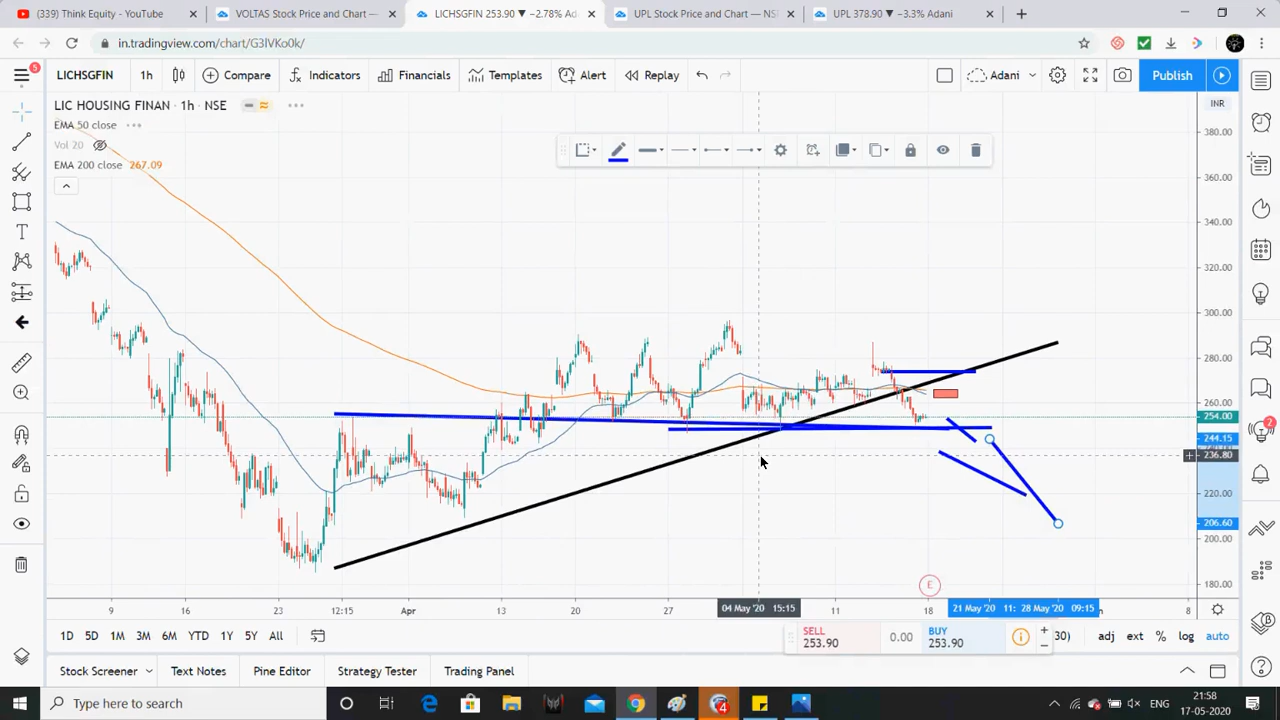 (339) Think Equity - YouTube
VOLTAS Stock Price and Chart —
LICHSGFIN 253.90 ▼ −2.78% Ad
UPL Stock Price and Chart — NS
UPL 378.90 ▼ −3.3% Adani
in.tradingview.com/chart/G3lVKo0k/
5
LICHSGFIN
1h
Compare
Indicators
Financials
Templates
Alert
Replay
Adani
Publish
LIC HOUSING FINAN · 1h · NSE
INR
EMA 50 close
Vol 20
EMA 200 close 267.09
380.00
360.00
340.00
320.00
300.00
280.00
260.00
254.00
244.15
236.80
220.00
206.60
200.00
180.00
2
E
9
16
23
12:15
Apr
13
20
27
04 May '20 15:15
11
18
21 May '20 11:
28 May '20 09:15
8
1D
5D
1M
3M
6M
YTD
1Y
5Y
All
SELL
253.90
0.00
BUY
253.90
30)
adj
ext
%
log
auto
Stock Screener
Text Notes
Pine Editor
Strategy Tester
Trading Panel
Type here to search
4
ENG
21:58
17-05-2020